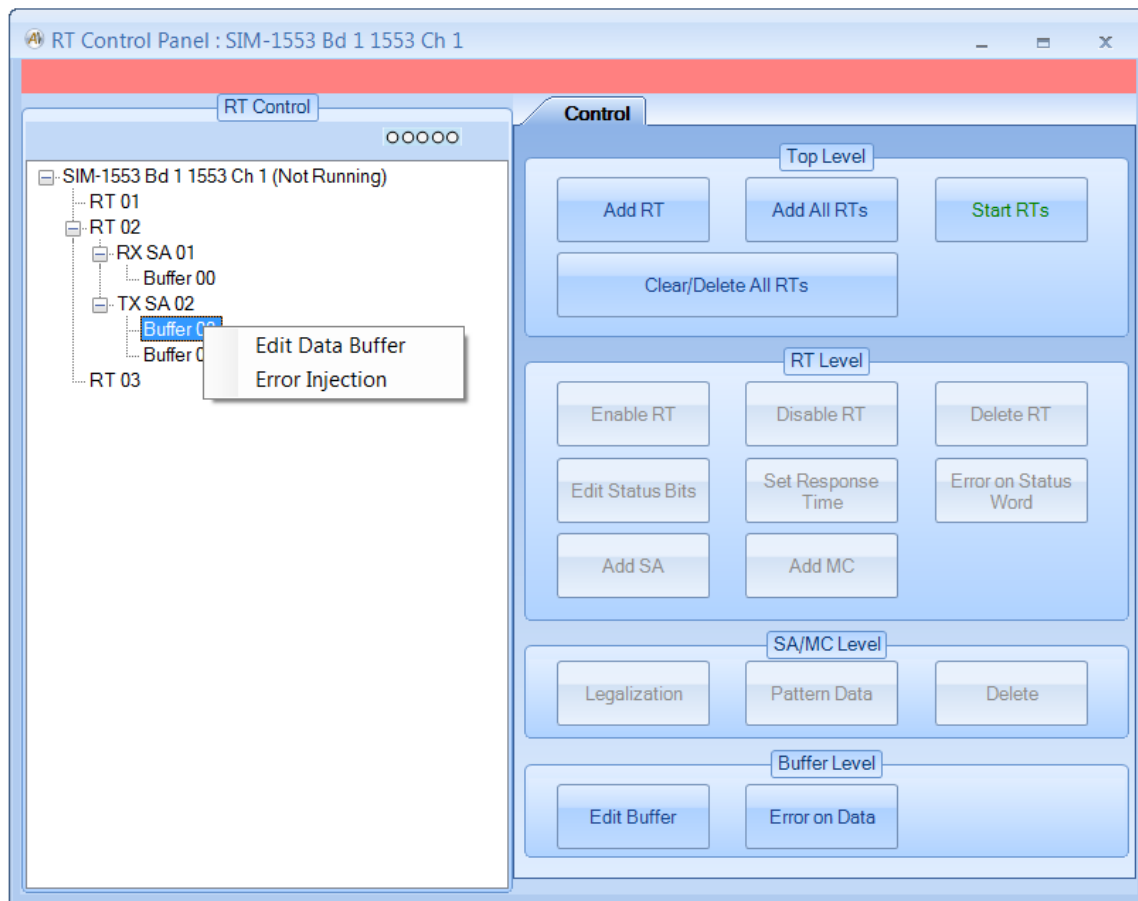 RT Control Panel : SIM-1553 Bd 1 1553 Ch 1
RT Control
SIM-1553 Bd 1 1553 Ch 1 (Not Running)
RT 01
RT 02
RX SA 01
Buffer 00
TX SA 02
Buffer
Buffer
RT 03
Edit Data Buffer
Error Injection
Control
Top Level
Add RT
Add All RTs
Start RTs
Clear/Delete All RTs
RT Level
Enable RT
Disable RT
Delete RT
Edit Status Bits
Set Response
Time
Error on Status
Word
Add SA
Add MC
SA/MC Level
Legalization
Pattern Data
Delete
Buffer Level
Edit Buffer
Error on Data